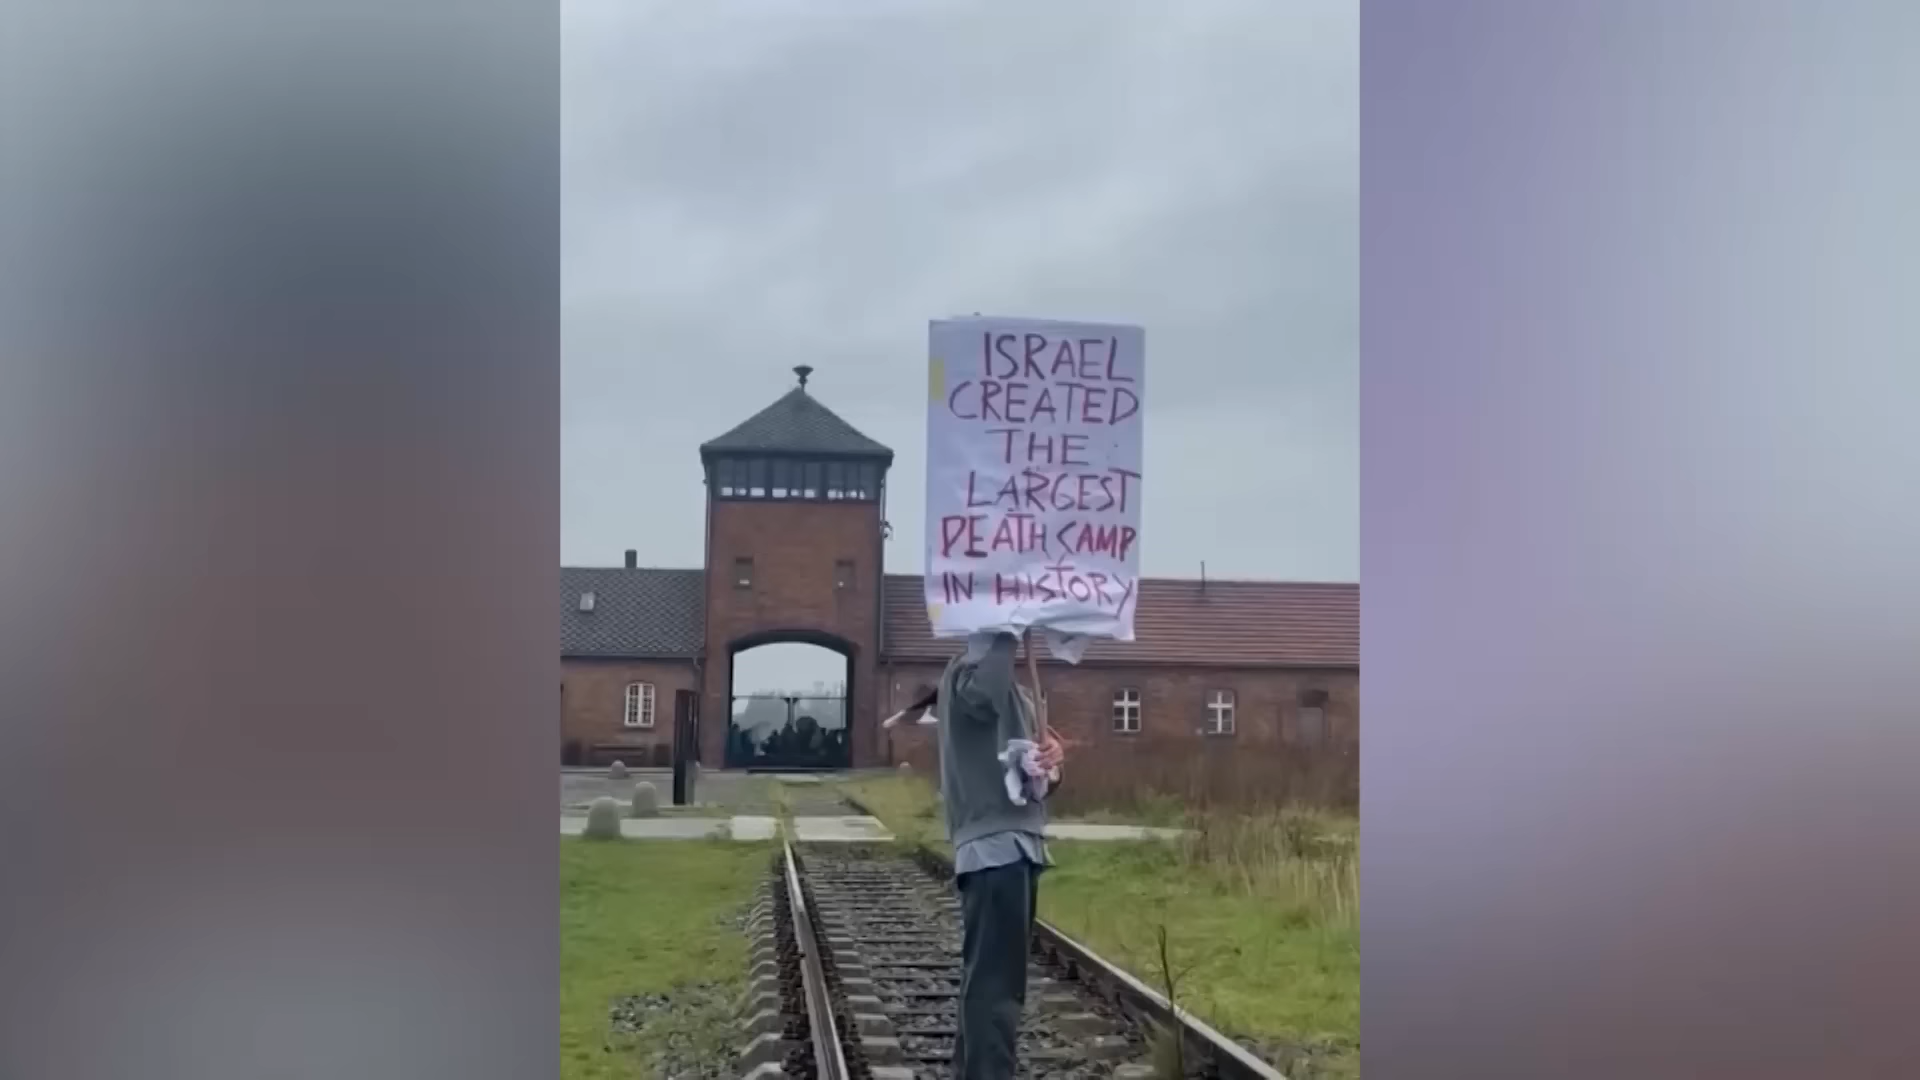 ISRAEL
CREATED
THE
LARGEST
DEATH CAMP
IN HISTORY